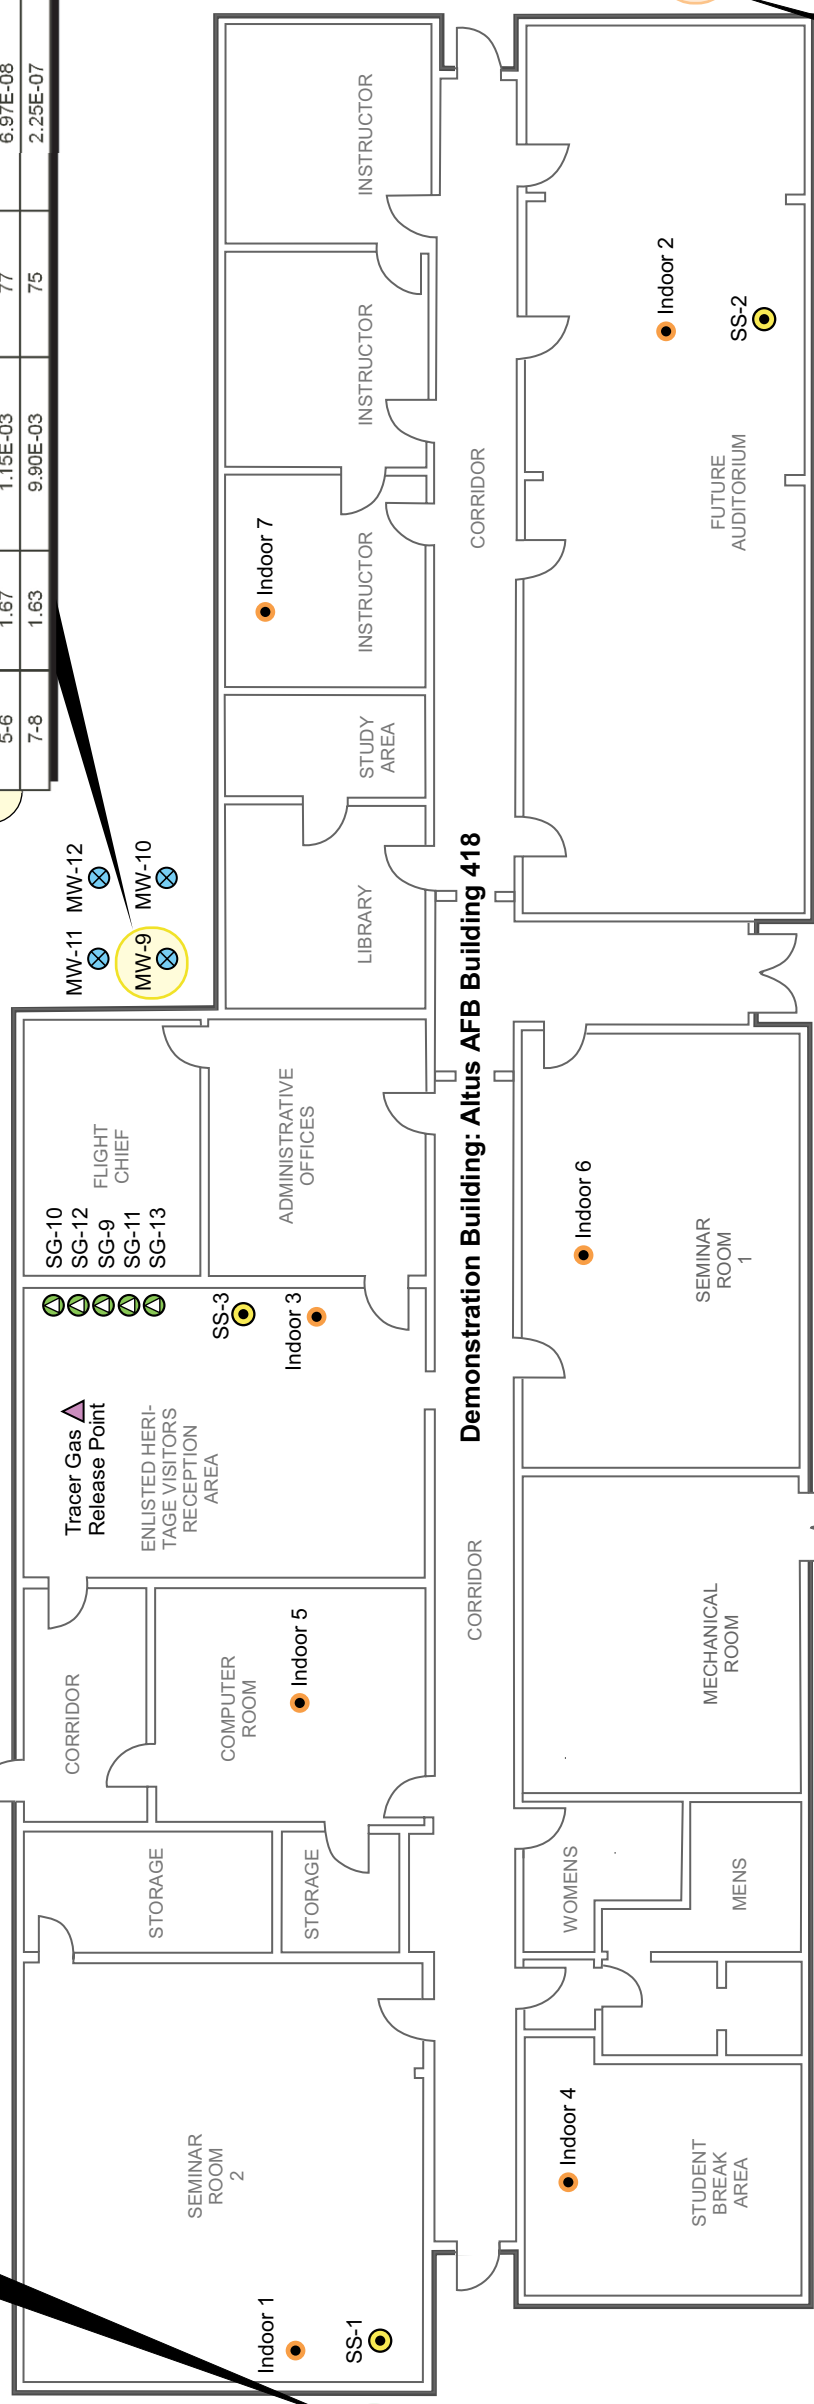 5-6 1.67 1.15E-03 77 6.97E-08
7-8 1.63 9.90E-03 75 2.25E-07
MW-11 MW-12
MW-9 MW-10
SG-10
SG-12
SG-9
SG-11
SG-13
FLIGHT
CHIEF
Tracer Gas
Release Point
ENLISTED HERI-
TAGE VISITORS
RECEPTION
AREA
CORRIDOR
STORAGE
SEMINAR
ROOM
2
COMPUTER
ROOM
SS-3
Indoor 3
Indoor 5
STORAGE
Indoor 1
SS-1
ADMINISTRATIVE
OFFICES
Indoor 7
LIBRARY
STUDY
AREA
INSTRUCTOR
INSTRUCTOR
INSTRUCTOR
CORRIDOR
Demonstration Building: Altus AFB Building 418
CORRIDOR
Indoor 4
STUDENT
BREAK
AREA
WOMENS
MENS
MECHANICAL
ROOM
Indoor 6
SEMINAR
ROOM
1
Indoor 2
SS-2
FUTURE
AUDITORIUM